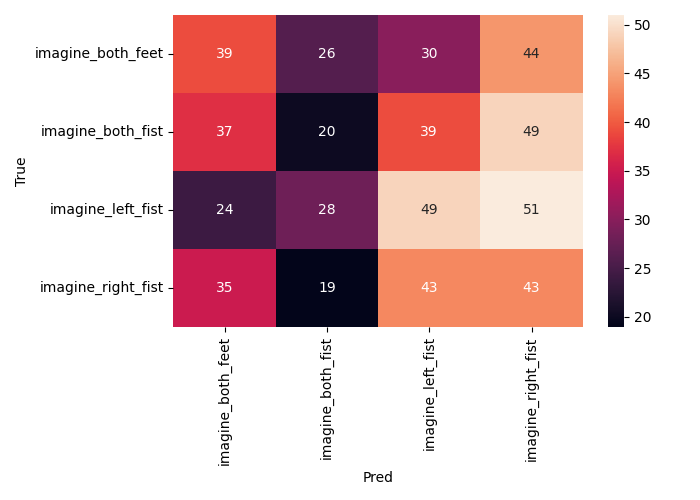 imagine_both_feet 39 26 30 44
imagine_both_fist 37 20 39 49
imagine_left_fist 24 28 49 51
imagine_right_fist 35 19 43 43
True
imagine_both_feet
imagine_both_fist
imagine_left_fist
imagine_right_fist
Pred
50
45
40
35
30
25
20